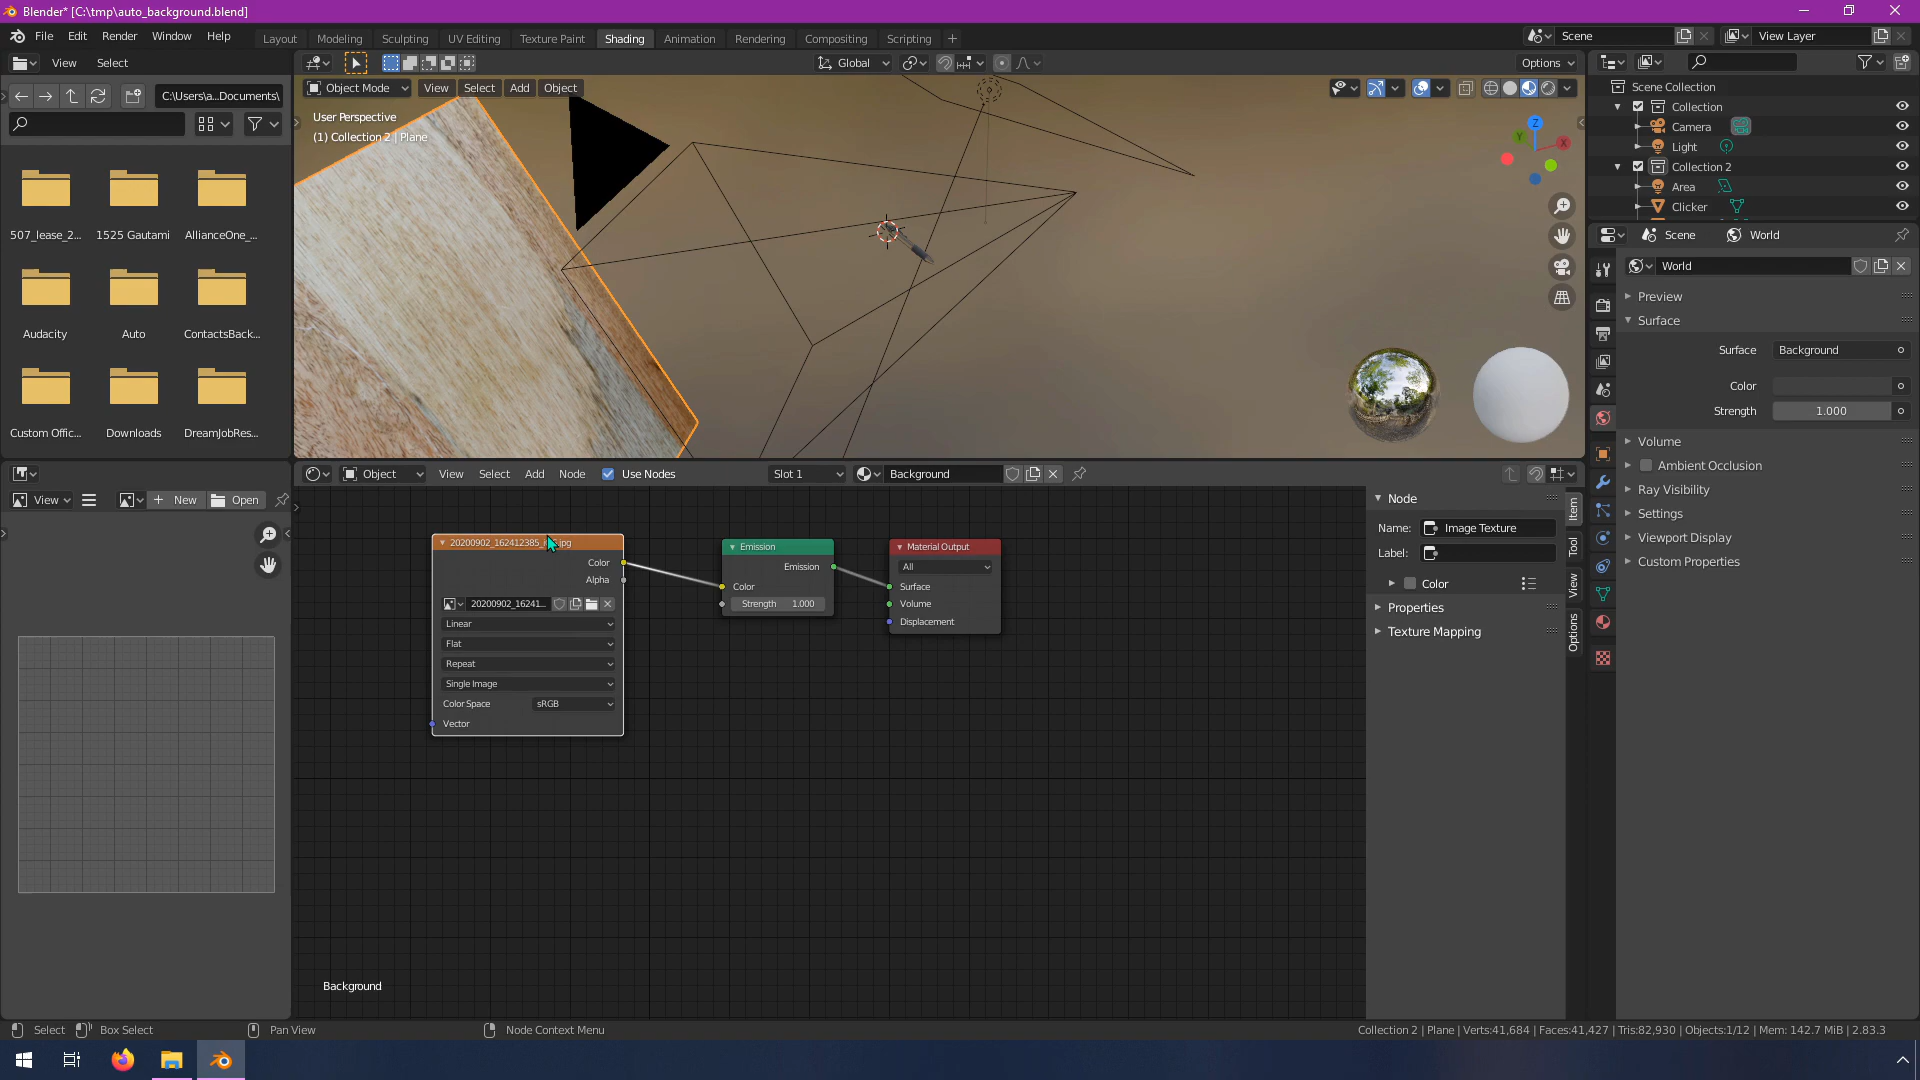 Blender* [C:\tmp\auto_background.blend]
File Edit Render Window Help
Layout Modeling Sculpting UV Editing Texture Paint Shading Animation Rendering Compositing Scripting
Scene View Layer
View Select
Global
Options
C:\Users\a...Documents\
Object Mode View Select Add Object
Scene Collection
Collection
Camera
Light
Collection 2
Area
Clicker
User Perspective
(1) Collection 2 | Plane
Z
Y
X
507_lease_2...
1525 Gautami
AllianceOne_...
Audacity
Auto
ContactsBack...
Custom Offic...
Downloads
DreamJobRes...
Scene World
World
Preview
Surface
Surface Background
Color
Strength 1.000
Volume
Ambient Occlusion
Ray Visibility
Settings
Viewport Display
Custom Properties
View New Open
Object View Select Add Node Use Nodes Slot 1 Background
20200902_162412385_
Color
Alpha
20200902_16241...
Linear
Flat
Repeat
Single Image
Color Space sRGB
Vector
Emission
Emission
Color
Strength 1.000
Material Output
All
Surface
Volume
Displacement
Node
Name: Image Texture
Label:
Color
Properties
Texture Mapping
Item
Tool
View
Options
Background
Select Box Select Pan View Node Context Menu
Collection 2 | Plane | Verts:41,684 | Faces:41,427 | Tris:82,930 | Objects:1/12 | Mem: 142.7 MiB | 2.83.3